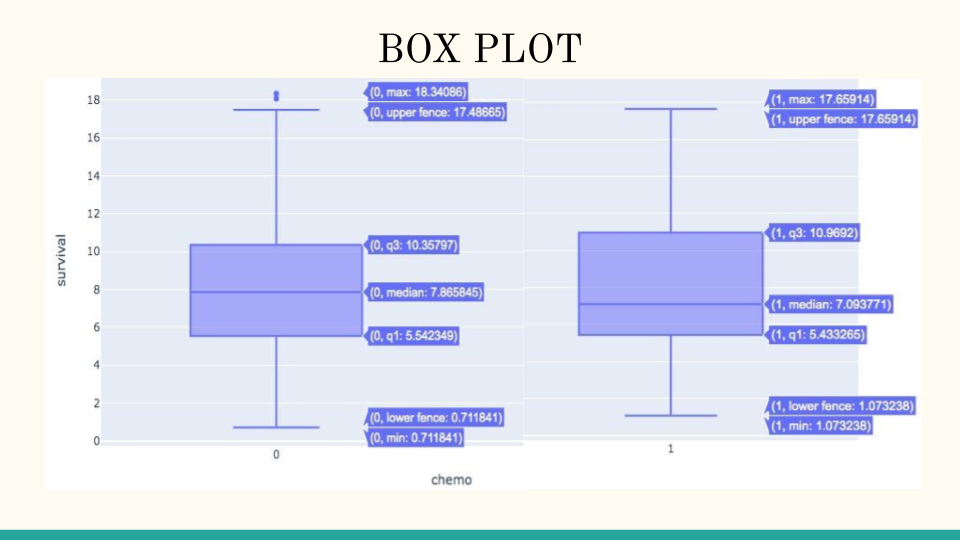 BOX PLOT
survival
18
16
14
12
10
8
6
4
2
0
(0, max: 18.34086)
(0, upper fence: 17.48665)
(0, q3: 10.35797)
(0, median: 7.865845)
(0, q1: 5.542349)
(0, lower fence: 0.711841)
(0, min: 0.711841)
(1, max: 17.65914)
(1, upper fence: 17.65914)
(1, q3: 10.9692)
(1, median: 7.093771)
(1, q1: 5.433265)
(1, lower fence: 1.073238)
(1, min: 1.073238)
0
1
chemo